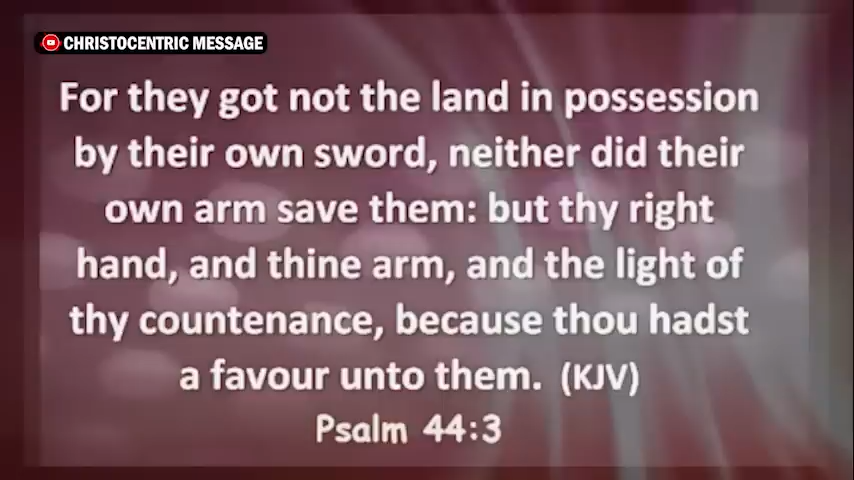 CHRISTOCENTRIC MESSAGE
For they got not the land in possession
by their own sword, neither did their
own arm save them: but thy right
hand, and thine arm, and the light of
thy countenance, because thou hadst
a favour unto them. (KJV)
Psalm 44:3